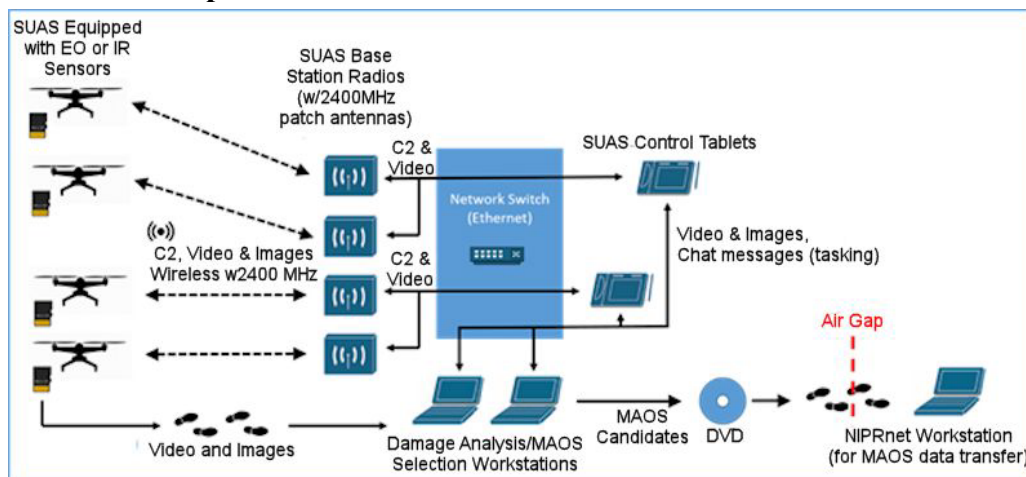 SUAS Equipped
with EO or IR
Sensors
SUAS Base
Station Radios
(w/2400MHz
patch antennas)
C2 &
Video
Network Switch
(Ethernet)
SUAS Control Tablets
C2, Video & Images
Wireless w2400 MHz
C2 &
Video
Video & Images,
Chat messages (tasking)
Air Gap
Video and Images
Damage Analysis/MAOS
Selection Workstations
MAOS
Candidates
DVD
NIPRnet Workstation
(for MAOS data transfer)